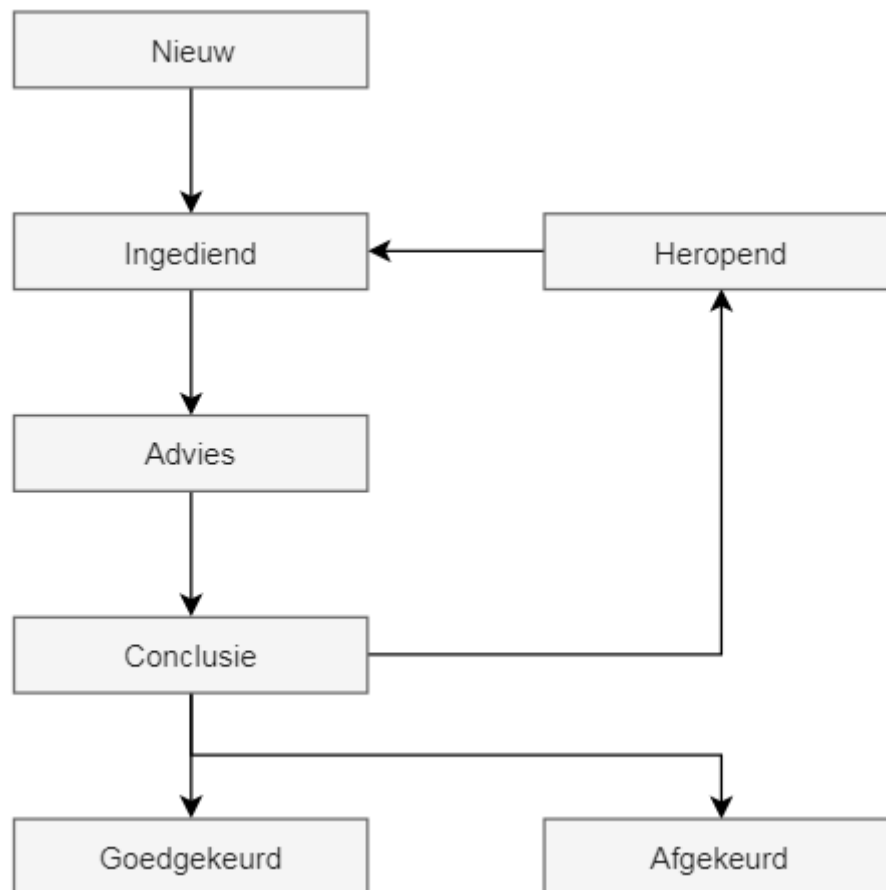 Nieuw
Ingediend
Heropend
Advies
Conclusie
Goedgekeurd
Afgekeurd